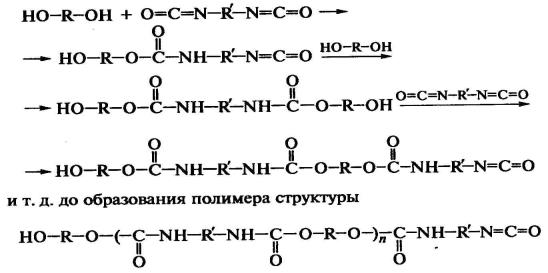 HO–R–OH + O=C=N–R′–N=C=O →
→ HO–R–O–C(=O)–NH–R′–N=C=O —HO–R–OH→
→ HO–R–O–C(=O)–NH–R′–NH–C(=O)–O–R–OH —O=C=N–R′–N=C=O→
→ HO–R–O–C(=O)–NH–R′–NH–C(=O)–O–R–O–C(=O)–NH–R′–N=C=O
и т. д. до образования полимера структуры
HO–R–O–(–C(=O)–NH–R′–NH–C(=O)–O–R–O–)n–C(=O)–NH–R′–N=C=O